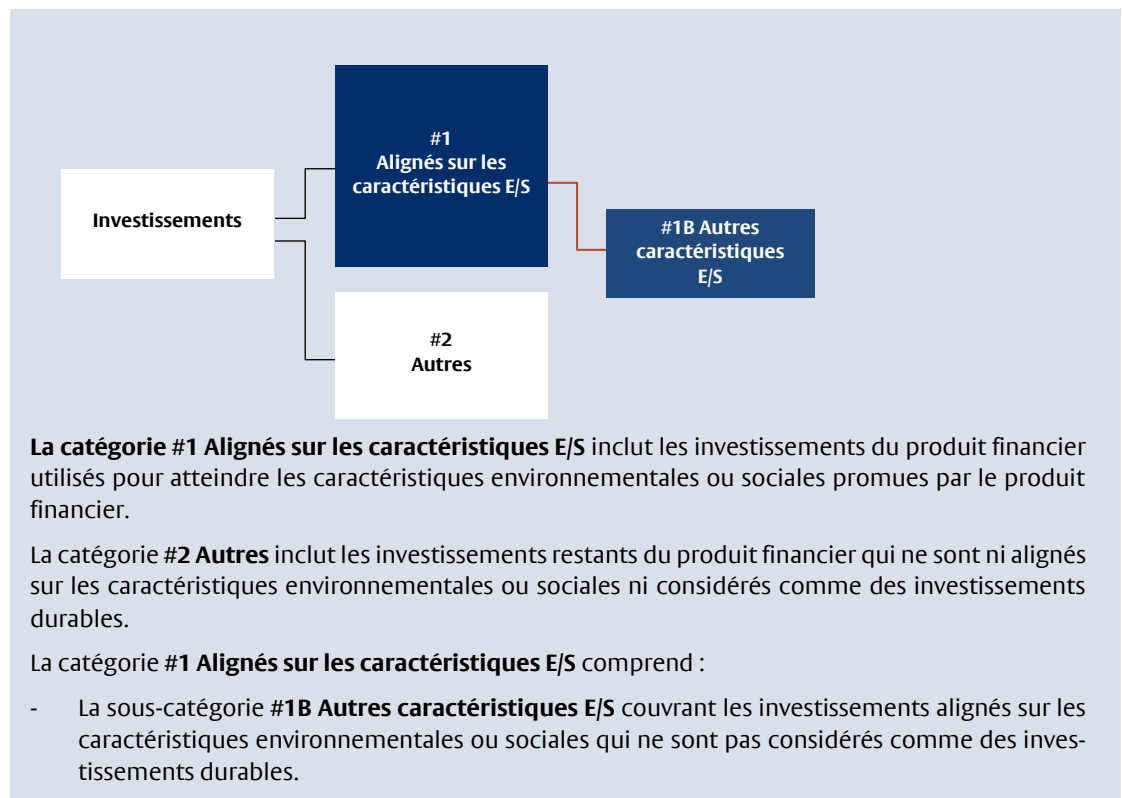 #1
Alignés sur les
caractéristiques E/S
Investissements
#1B Autres
caractéristiques
E/S
#2
Autres
La catégorie #1 Alignés sur les caractéristiques E/S inclut les investissements du produit financier
utilisés pour atteindre les caractéristiques environnementales ou sociales promues par le produit
financier.
La catégorie #2 Autres inclut les investissements restants du produit financier qui ne sont ni alignés
sur les caractéristiques environnementales ou sociales ni considérés comme des investissements
durables.
La catégorie #1 Alignés sur les caractéristiques E/S comprend :
- La sous-catégorie #1B Autres caractéristiques E/S couvrant les investissements alignés sur les
caractéristiques environnementales ou sociales qui ne sont pas considérés comme des inves-
tissements durables.